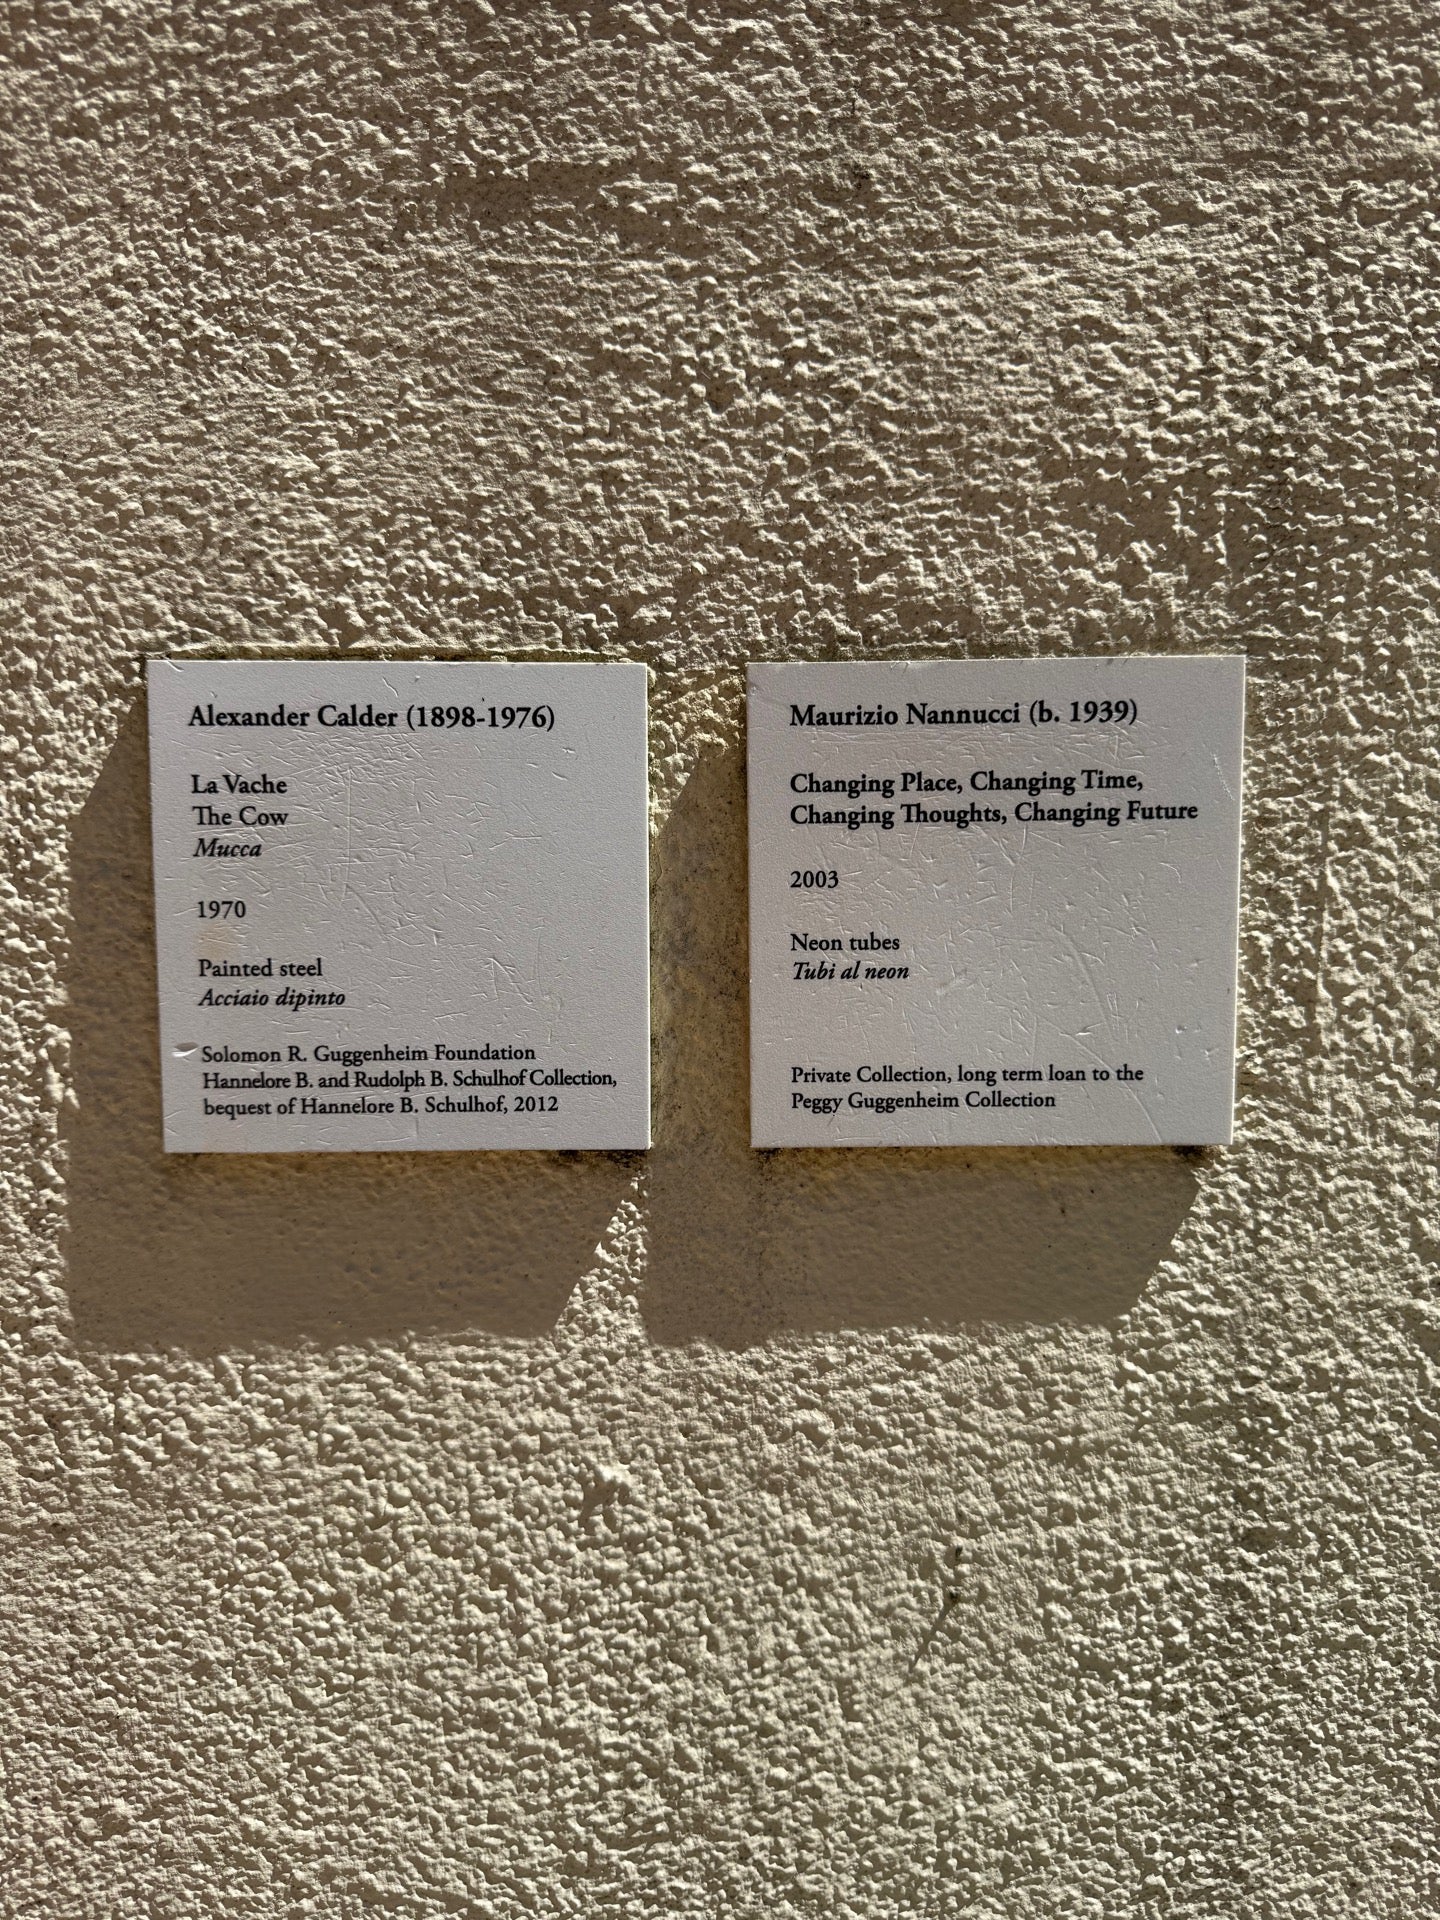 Alexander Calder (1898-1976)
La Vache
The Cow
Mucca
1970
Painted steel
Acciaio dipinto
Solomon R. Guggenheim Foundation
Hannelore B. and Rudolph B. Schulhof Collection,
bequest of Hannelore B. Schulhof, 2012
Maurizio Nannucci (b. 1939)
Changing Place, Changing Time,
Changing Thoughts, Changing Future
2003
Neon tubes
Tubi al neon
Private Collection, long term loan to the
Peggy Guggenheim Collection